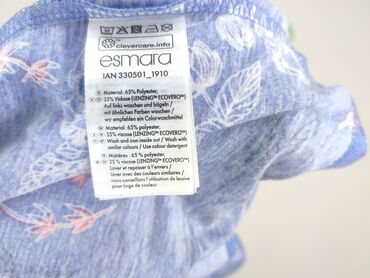 clevercare.info
esmara
IAN 330501_1910
Material: 65% Polyester,
35% Viskose (LENZING™ ECOVERO™)
Auf links waschen und bügeln /
mit ähnlichen Farben waschen /
wir empfehlen ein Colorwaschmittel
Material: 65% polyester,
35% viscose (LENZING™ ECOVERO™)
Wash and iron inside out / Wash with
similar colours / Use colour detergent
Matières : 65 % polyester,
35 % viscose (LENZING™ ECOVERO™)
Laver et repasser à l'envers /
laver avec des couleurs similaires /
nous conseillons l'utilisation de lessive
pour linge de couleur